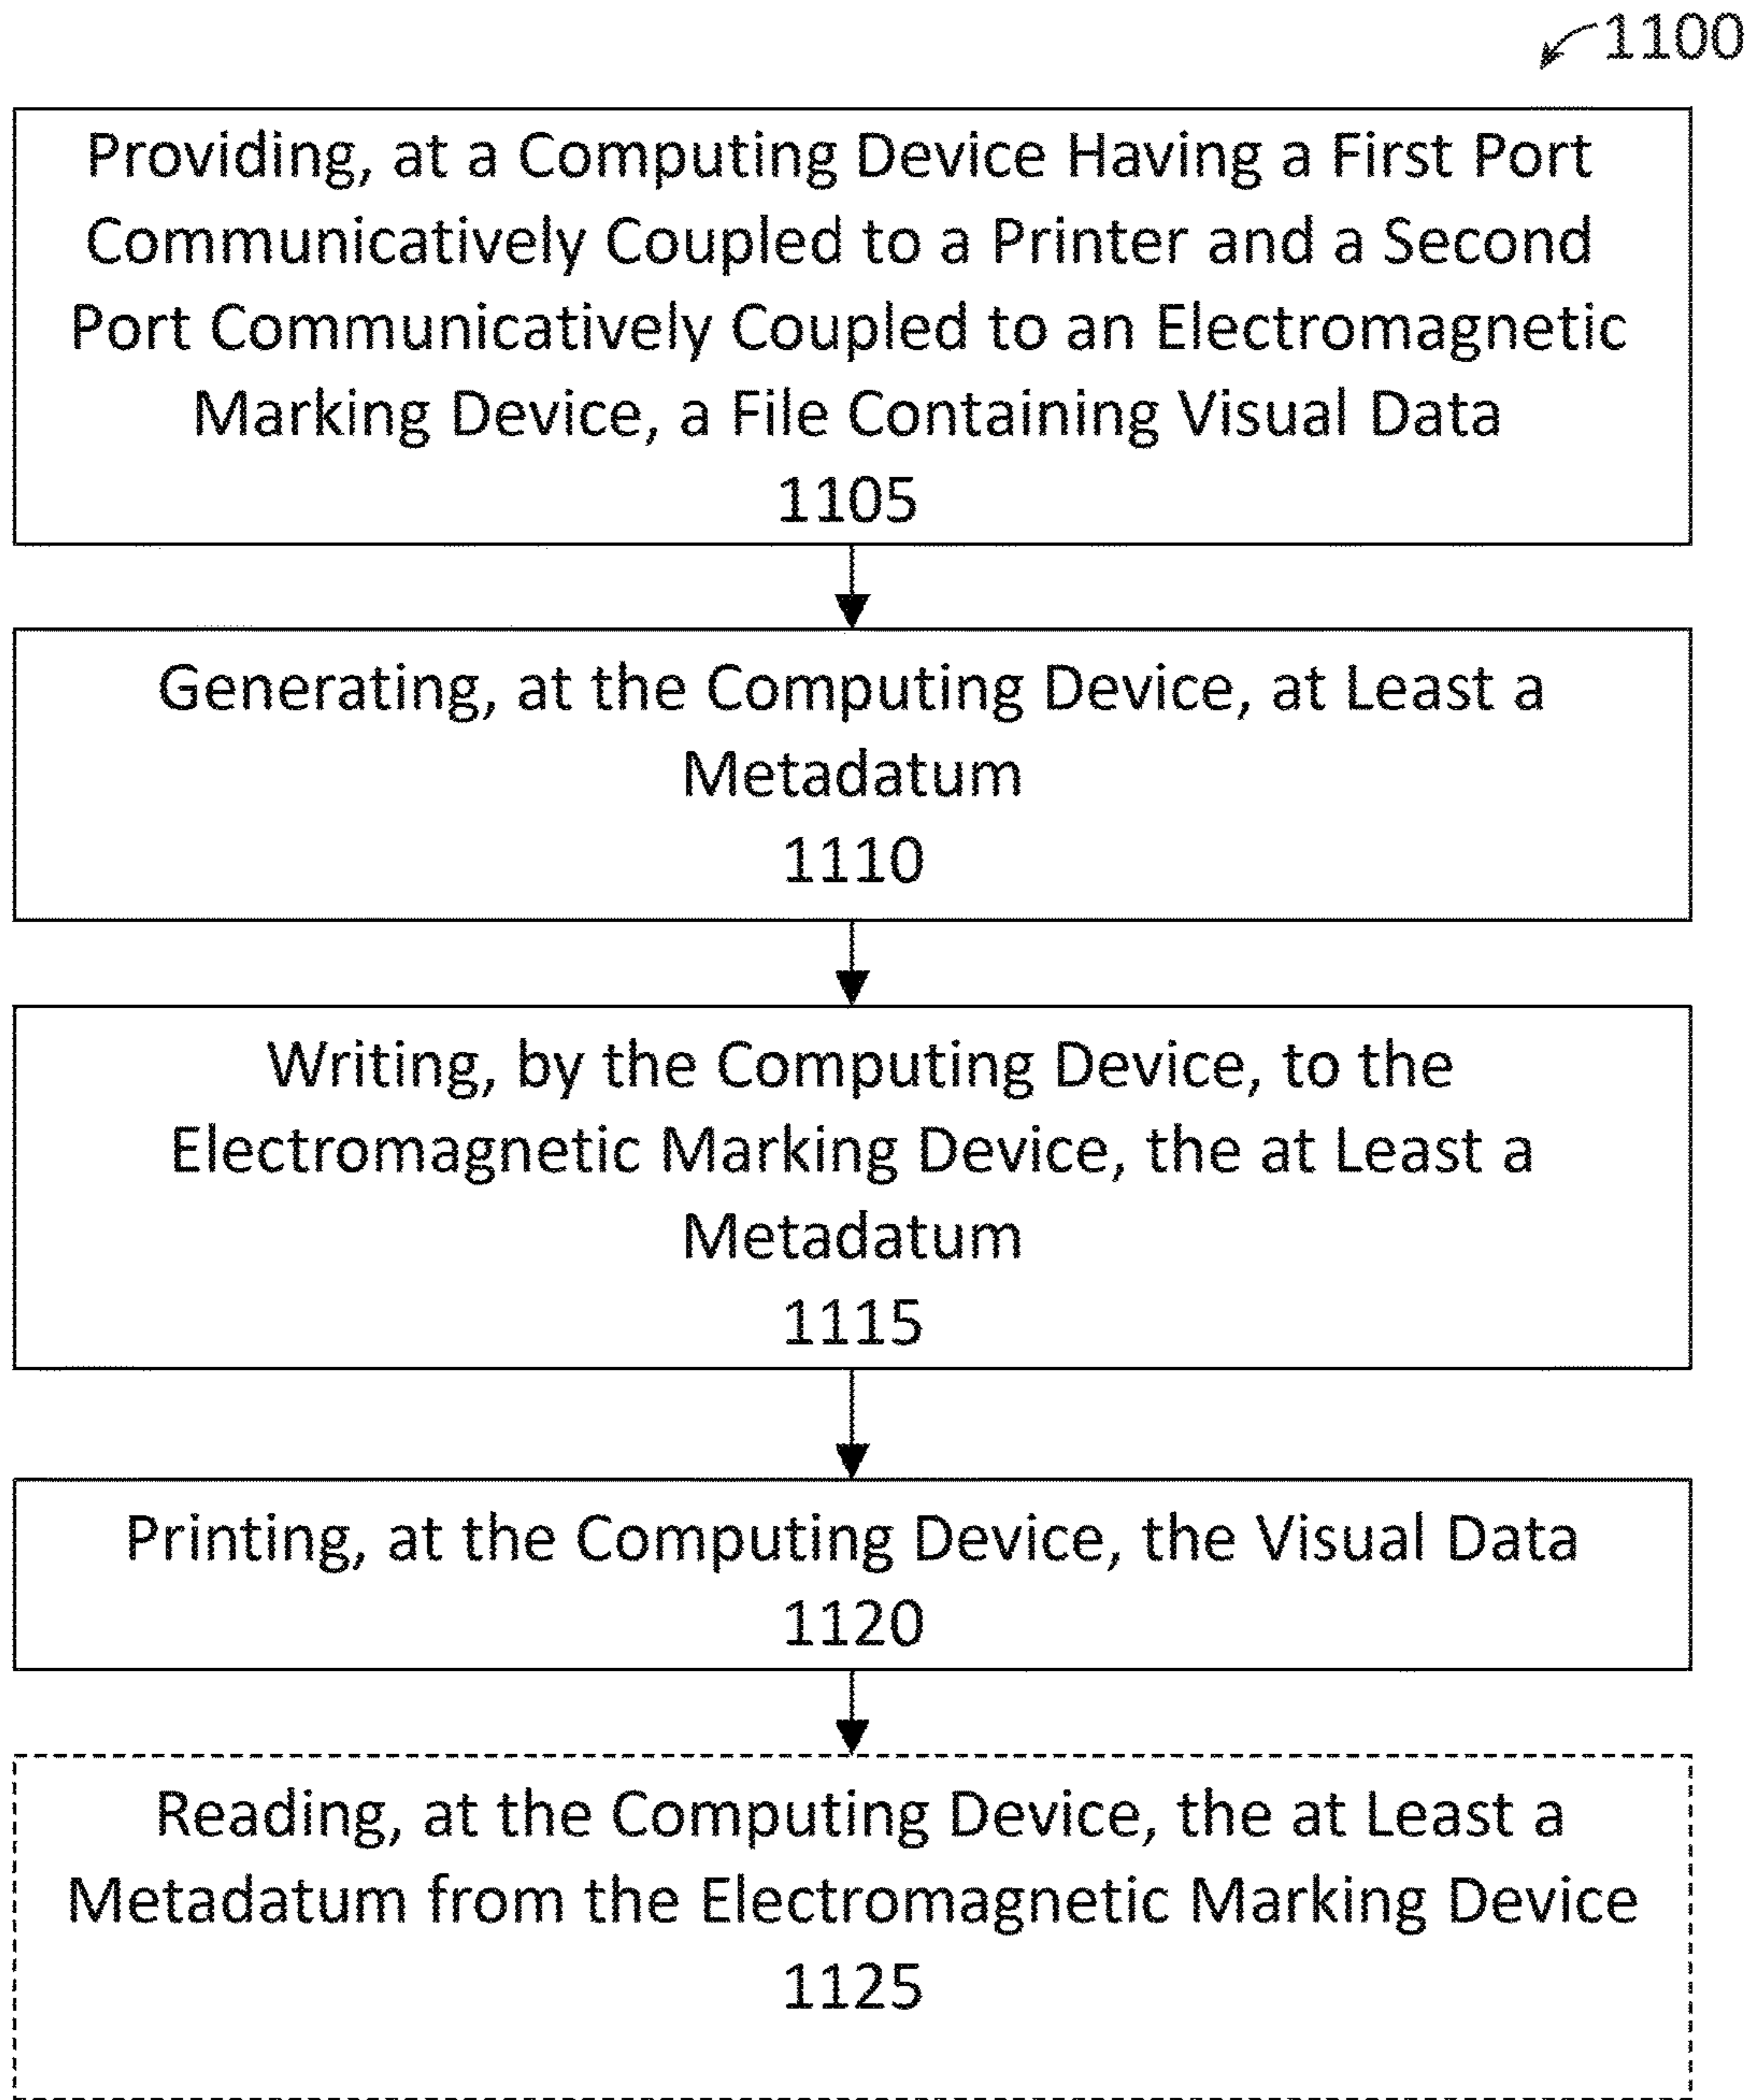 1100
Providing, at a Computing Device Having a First Port
Communicatively Coupled to a Printer and a Second
Port Communicatively Coupled to an Electromagnetic
Marking Device, a File Containing Visual Data
1105
Generating, at the Computing Device, at Least a
Metadatum
1110
Writing, by the Computing Device, to the
Electromagnetic Marking Device, the at Least a
Metadatum
1115
Printing, at the Computing Device, the Visual Data
1120
Reading, at the Computing Device, the at Least a
Metadatum from the Electromagnetic Marking Device
1125